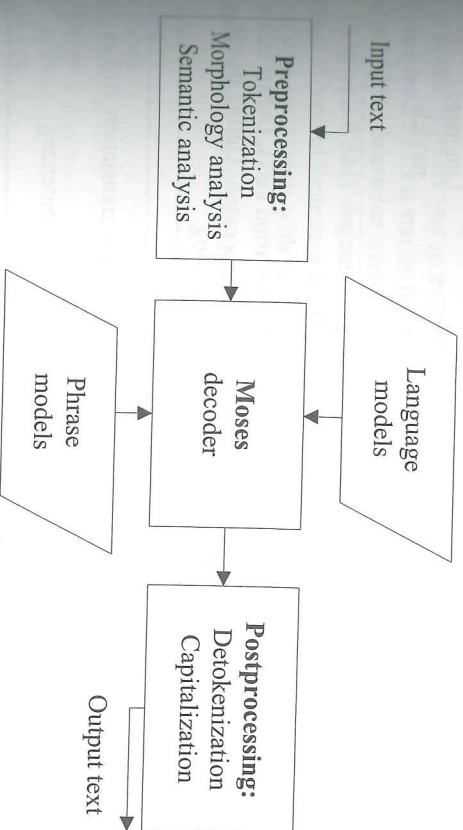 Input text
Preprocessing:
Tokenization
Morphology analysis
Semantic analysis
Language
models
Moses
decoder
Phrase
models
Postprocessing:
Detokenization
Capitalization
Output text